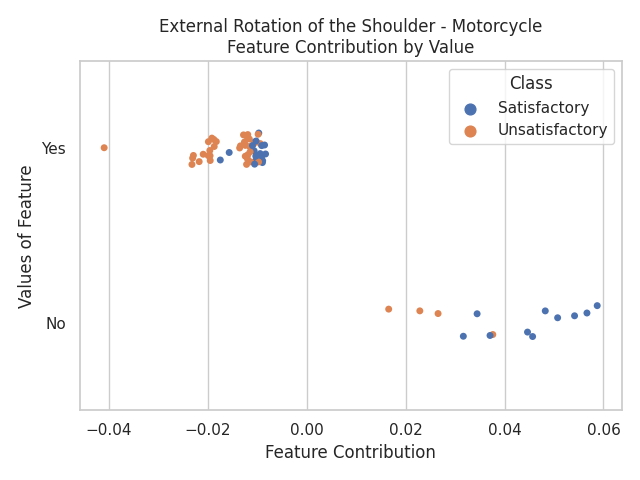 External Rotation of the Shoulder - Motorcycle
Feature Contribution by Value
Class
Satisfactory
Unsatisfactory
Yes
No
Values of Feature
−0.04
−0.02
0.00
0.02
0.04
0.06
Feature Contribution